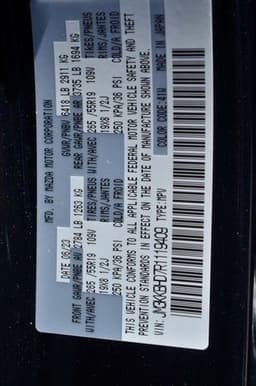 MFD. BY MAZDA MOTOR CORPORATION
DATE: 06/23 GVWR/PNBV 6418 LB 2911 KG
FRONT GAWR/PNBE AV 2784 LB 1263 KG REAR GAWR/PNBE AR 3735 LB 1694 KG
WITH/AVEC TIRES/PNEUS 265 /55R19 109V WITH/AVEC TIRES/PNEUS 265 /55R19 109V
RIMS/JANTES 19X8 1/2J RIMS/JANTES 19X8 1/2J
COLD/A FROID 250 KPA/36 PSI COLD/A FROID 250 KPA/36 PSI
THIS VEHICLE CONFORMS TO ALL APPLICABLE FEDERAL MOTOR VEHICLE SAFETY AND THEFT
PREVENTION STANDARDS IN EFFECT ON THE DATE OF MANUFACTURE SHOWN ABOVE.
TYPE: MPV COLOR CODE: 41W MADE IN JAPAN